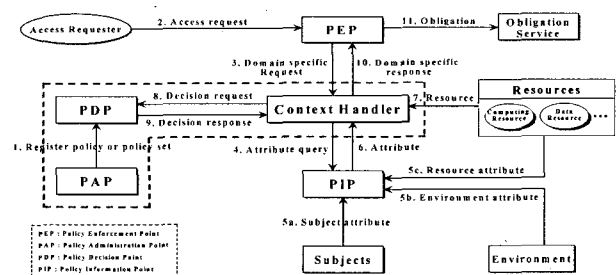 Access Requester
2. Access request
PEP
11. Obligation
Obligation
Service
3. Domain specific
Request
10. Domain specific
response
Resources
Computing
Resource
Data
Resource
...
PDP
8. Decision request
9. Decision response
Context Handler
7. Resource
1. Register policy or policy set
4. Attribute query
6. Attribute
PAP
PIP
5c. Resource attribute
5b. Environment attribute
5a. Subject attribute
PEP : Policy Enforcement Point
PAP : Policy Administration Point
PDP : Policy Decision Point
PIP : Policy Information Point
Subjects
Environment